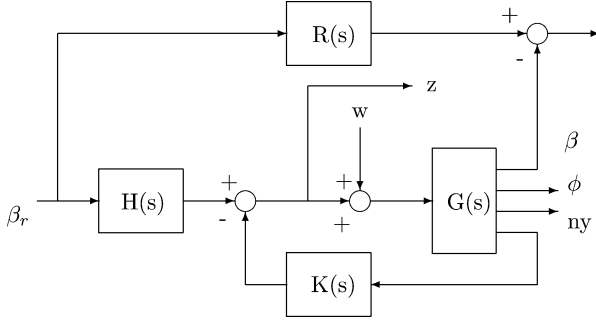 +
R(s)
-
z
w
β
+
+
ϕ
H(s)
G(s)
β_r
-
+
ny
K(s)